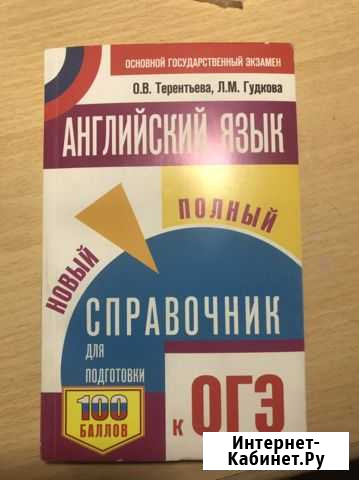 ОСНОВНОЙ ГОСУДАРСТВЕННЫЙ ЭКЗАМЕН
О.В. Терентьева, Л.М. Гудкова
АНГЛИЙСКИЙ ЯЗЫК
НОВЫЙ
ПОЛНЫЙ
СПРАВОЧНИК
ДЛЯ
ПОДГОТОВКИ
100
БАЛЛОВ
К ОГЭ
Интернет-
Кабинет.Ру